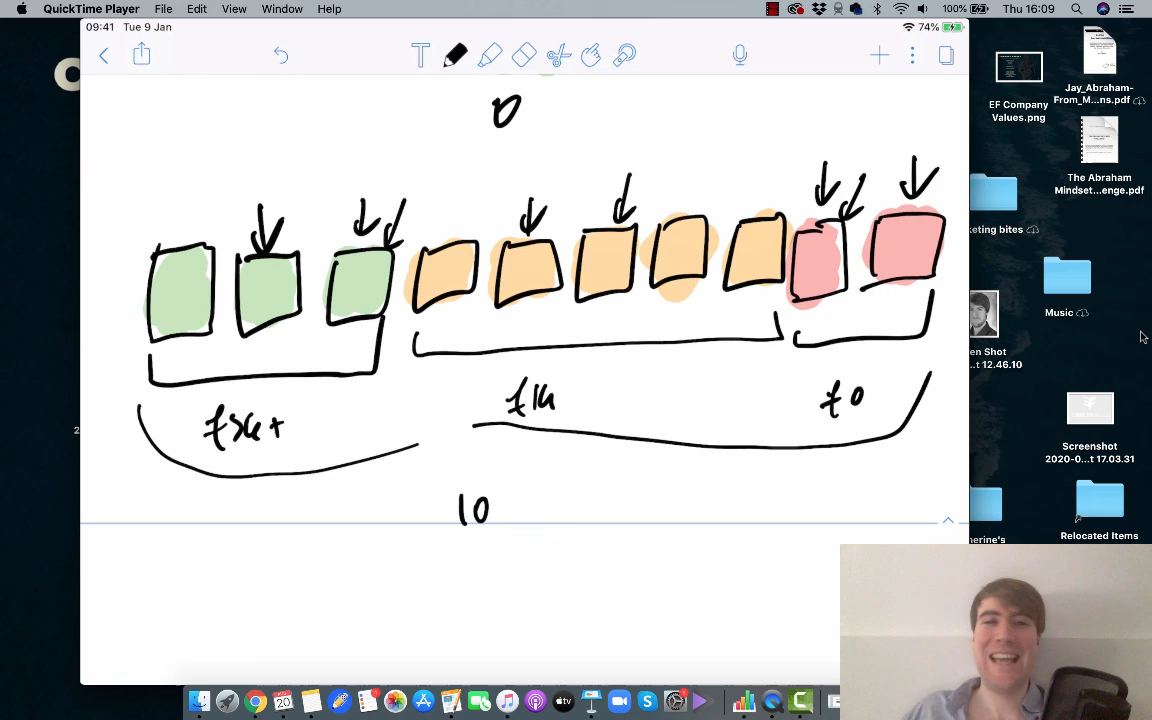 QuickTime Player File Edit View Window Help 100% Thu 16:09
09:41 Tue 9 Jan 74%
T
EF Company Values.png
Jay_Abraham-
From_M...ns.pdf
The Abraham
Mindset...enge.pdf
keting bites
Music
en Shot
...t 12.46.10
Screenshot
2020-0...t 17.03.31
herine's
Relocated Items
0
£1k
£0
10
20